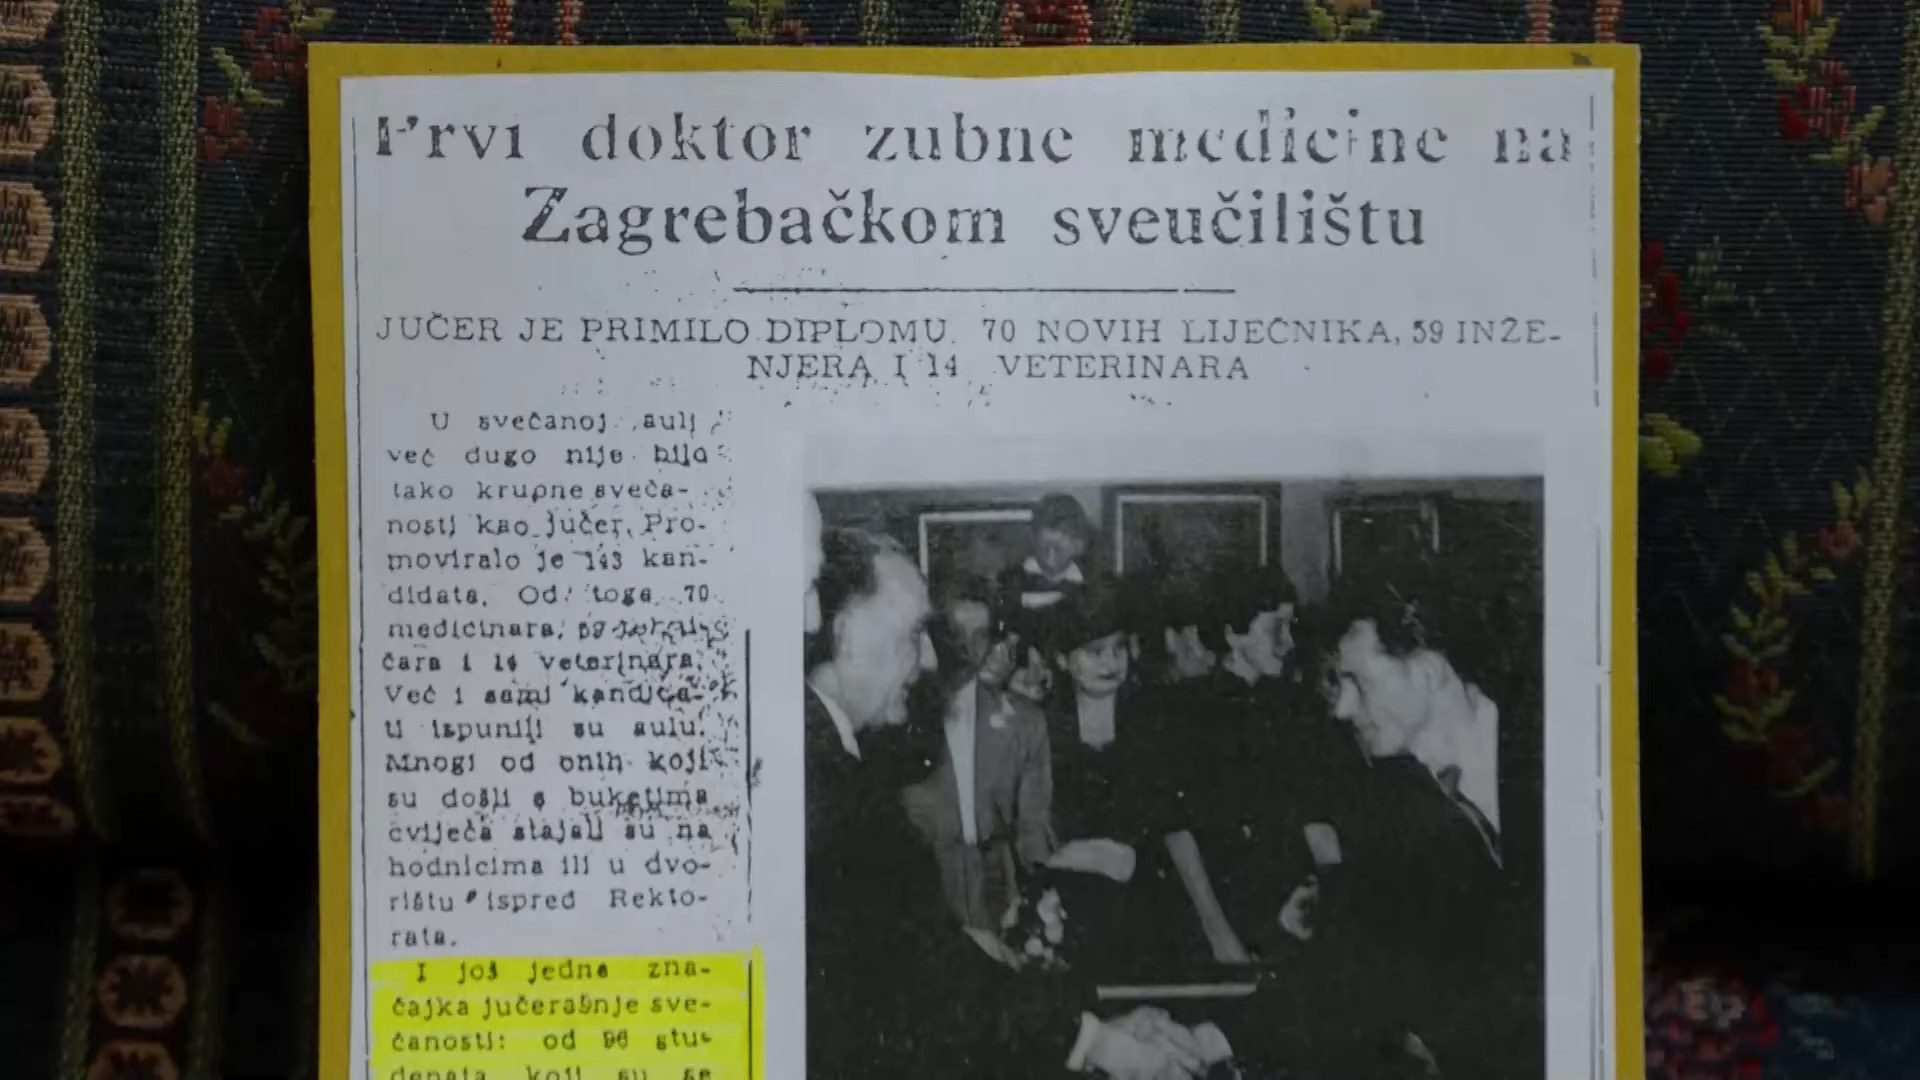 Prvi doktor zubne medicine na
Zagrebačkom sveučilištu
JUČER JE PRIMILO DIPLOMU 70 NOVIH LIJEČNIKA, 59 INŽE-
NJERA I 14 VETERINARA
U svečanoj auli
već dugo nije bilo
tako krupne sveča-
nosti kao jučer. Pro-
moviralo je 143 kan-
didata. Od toga 70
medicinara, 59
čara i 14 veterinara.
Već i sami kandida-
ti ispunili su aulu.
Mnogi od onih koji
su došli s buketima
cvijeća stajali su na
hodnicima ili u dvo-
rištu ispred Rekto-
rata.
I još jedna zna-
čajka jučerašnje sve-
čanosti: od 96 stu-
denata koji su se